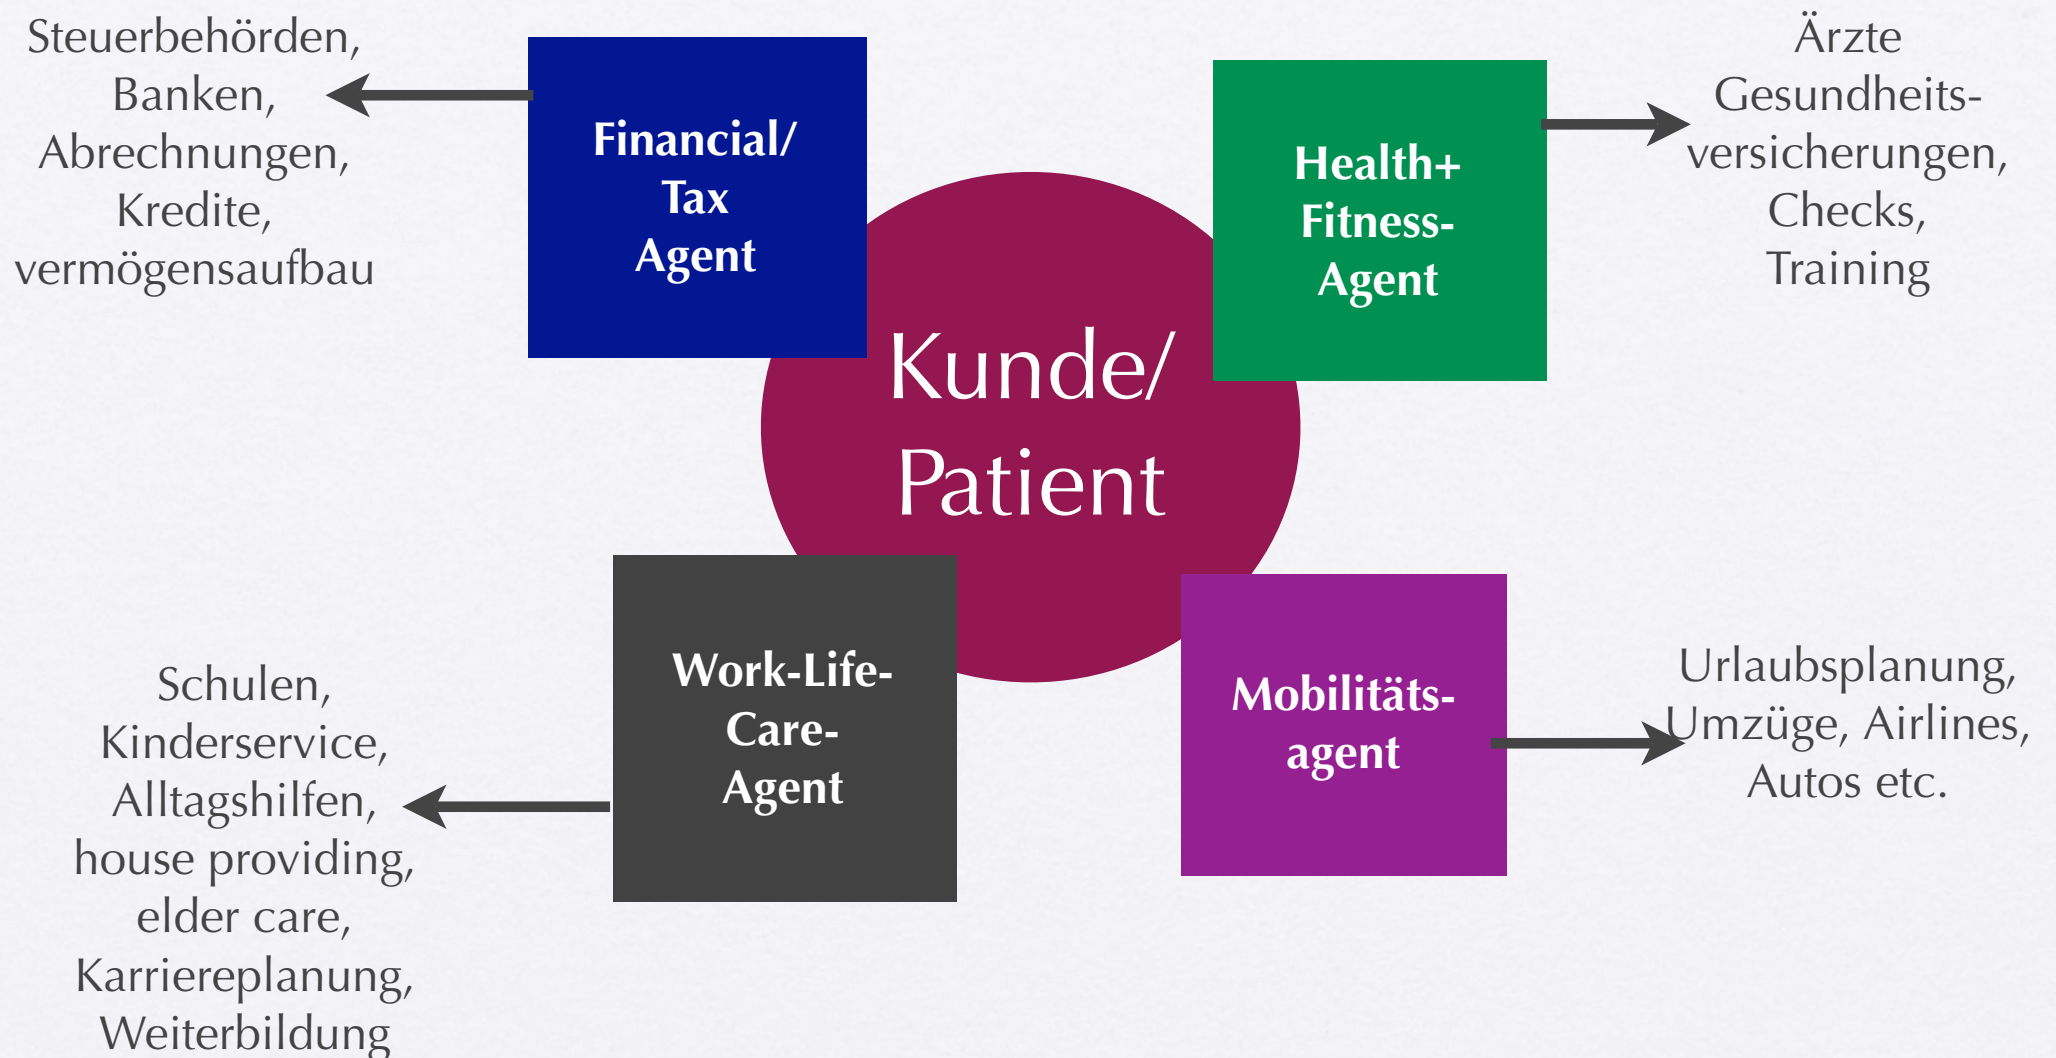 Steuerbehörden,
Banken,
Abrechnungen,
Kredite,
vermögensaufbau
Financial/
Tax
Agent
Health+
Fitness-
Agent
Ärzte
Gesundheits-
versicherungen,
Checks,
Training
Kunde/
Patient
Schulen,
Kinderservice,
Alltagshilfen,
house providing,
elder care,
Karriereplanung,
Weiterbildung
Work-Life-
Care-
Agent
Mobilitäts-
agent
Urlaubsplanung,
Umzüge, Airlines,
Autos etc.